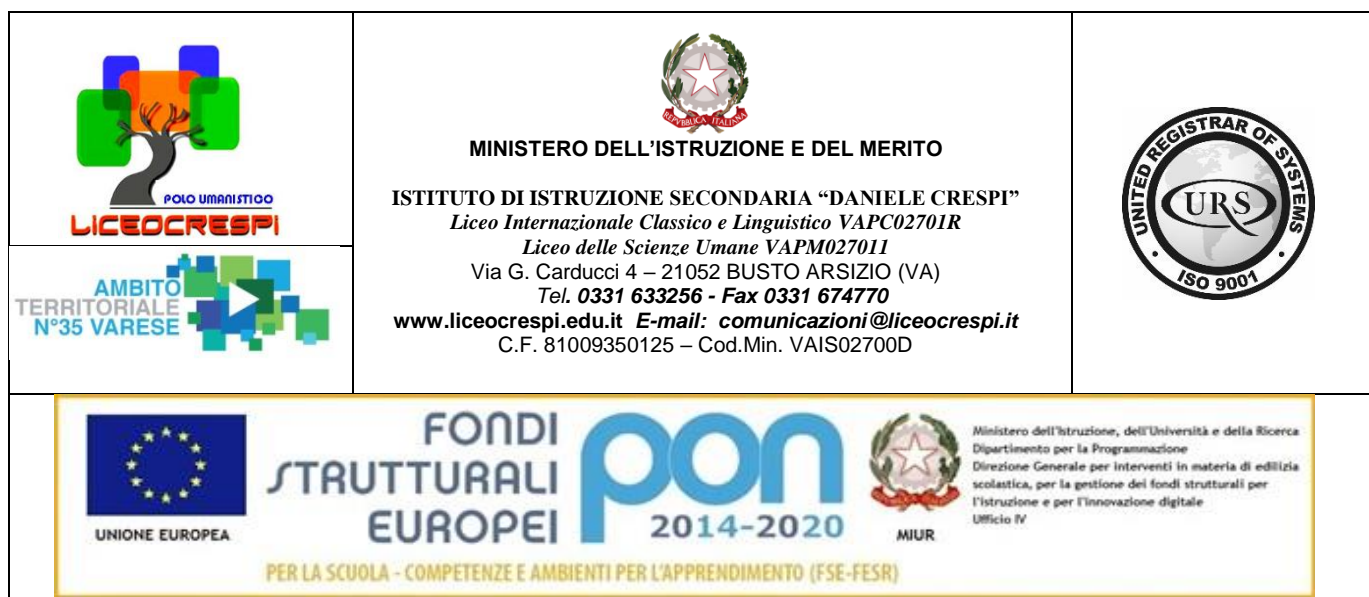 POLO UMANISTICO
LICEOCRESPI
AMBITO
TERRITORIALE
N°35 VARESE
REPVBBLICA ITALIANA
MINISTERO DELL’ISTRUZIONE E DEL MERITO
ISTITUTO DI ISTRUZIONE SECONDARIA “DANIELE CRESPI”
Liceo Internazionale Classico e Linguistico VAPC02701R
Liceo delle Scienze Umane VAPM027011
Via G. Carducci 4 – 21052 BUSTO ARSIZIO (VA)
Tel. 0331 633256 - Fax 0331 674770
www.liceocrespi.edu.it E-mail: comunicazioni@liceocrespi.it
C.F. 81009350125 – Cod.Min. VAIS02700D
UNITED REGISTRAR OF SYSTEMS
URS
ISO 9001
UNIONE EUROPEA
FONDI
STRUTTURALI
EUROPEI
pon
2014-2020
MIUR
Ministero dell'Istruzione, dell'Università e della Ricerca
Dipartimento per la Programmazione
Direzione Generale per interventi in materia di edilizia
scolastica, per la gestione dei fondi strutturali per
l'istruzione e per l'innovazione digitale
Ufficio IV
PER LA SCUOLA - COMPETENZE E AMBIENTI PER L'APPRENDIMENTO (FSE-FESR)